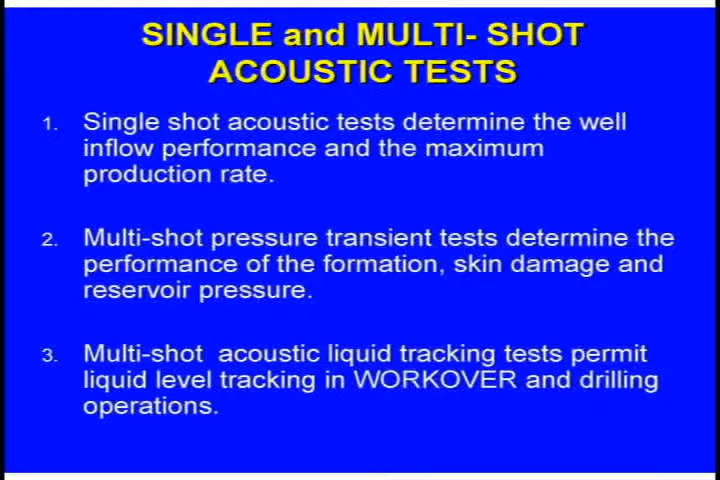 SINGLE and MULTI- SHOT
ACOUSTIC TESTS
1. Single shot acoustic tests determine the well
inflow performance and the maximum
production rate.
2. Multi-shot pressure transient tests determine the
performance of the formation, skin damage and
reservoir pressure.
3. Multi-shot acoustic liquid tracking tests permit
liquid level tracking in WORKOVER and drilling
operations.